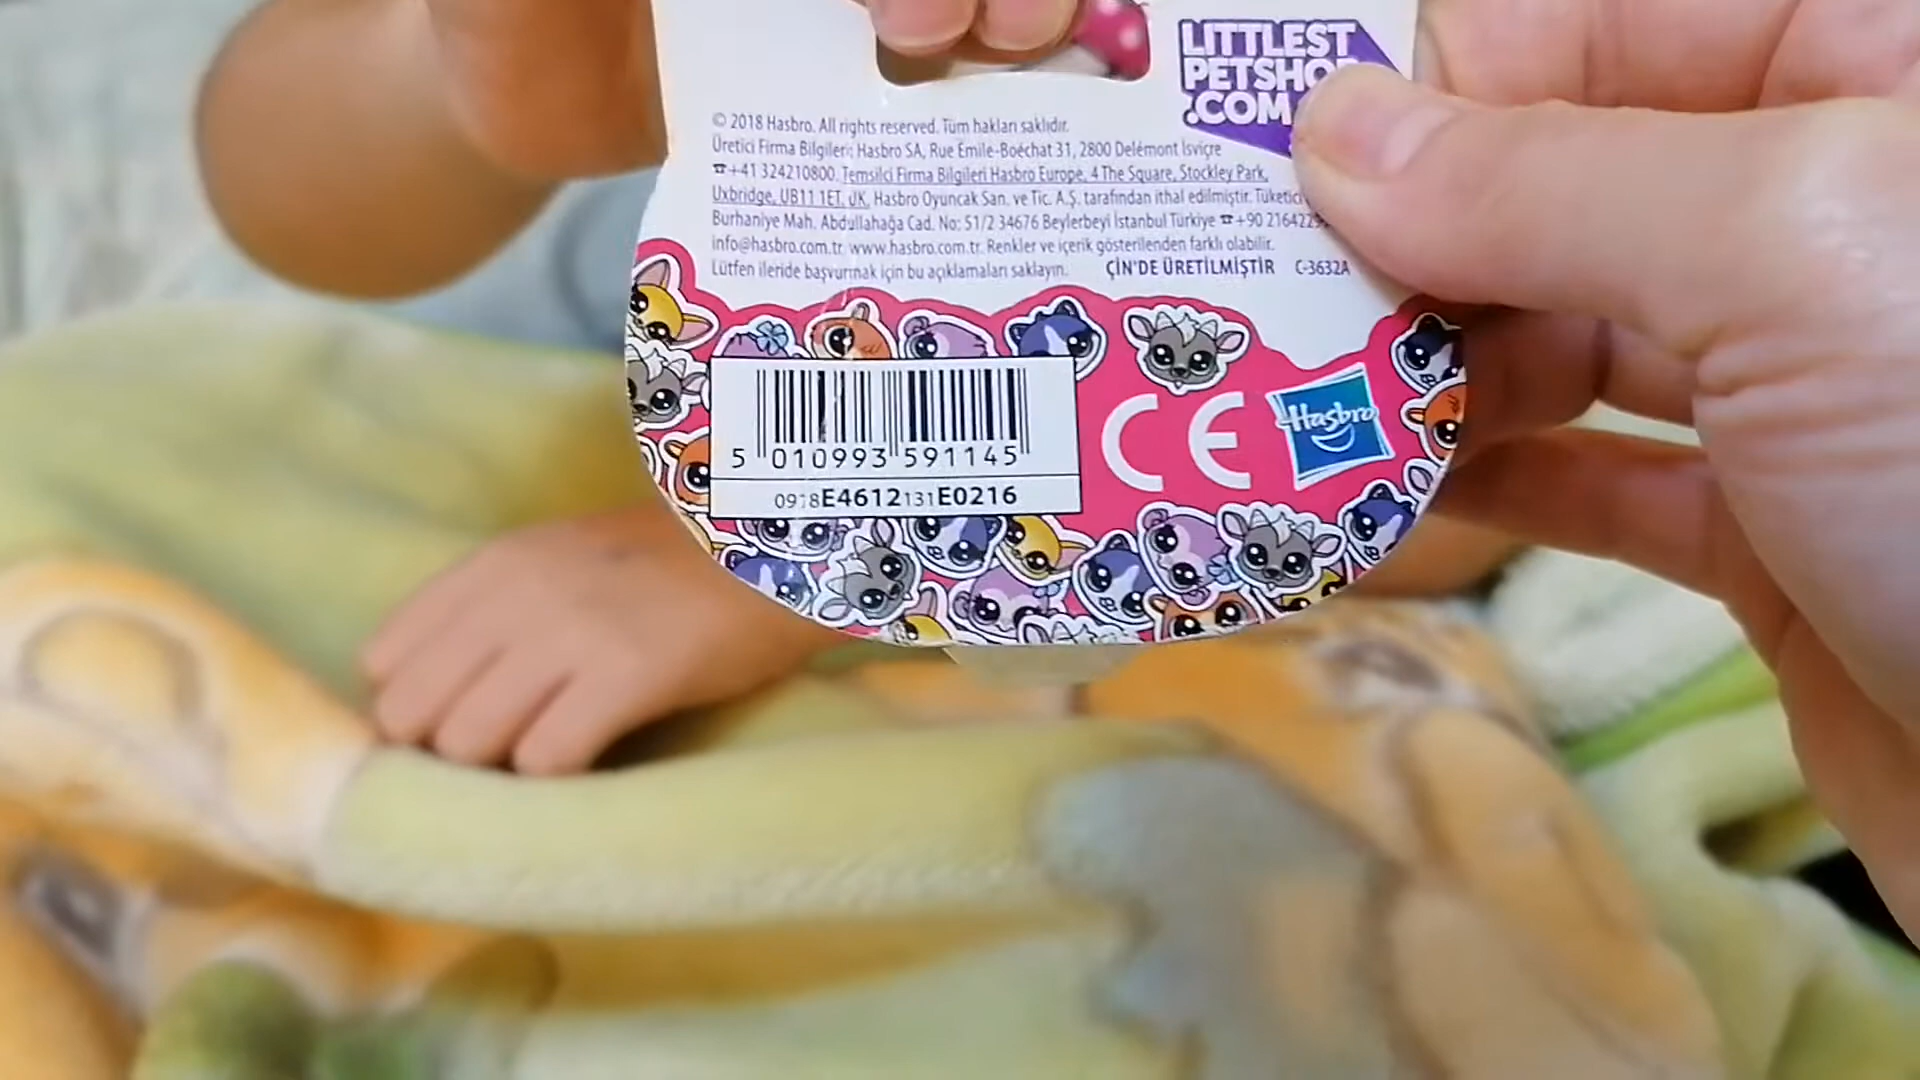 LITTLEST
PETSHOP
.COM
© 2018 Hasbro. All rights reserved. Tüm hakları saklıdır.
Üretici Firma Bilgileri: Hasbro SA, Rue Emile-Boéchat 31, 2800 Delémont İsviçre
☎+41 324210800. Temsilci Firma Bilgileri Hasbro Europe, 4 The Square, Stockley Park,
Uxbridge, UB11 1ET, UK, Hasbro Oyuncak San. ve Tic. A.Ş. tarafından ithal edilmiştir. Tüketici
Burhaniye Mah. Abdullahağa Cad. No: 51/2 34676 Beylerbeyi İstanbul Türkiye ☎+90
info@hasbro.com.tr www.hasbro.com.tr. Renkler ve içerik gösterilenden farklı olabilir.
Lütfen ileride başvurmak için bu açıklamaları saklayın. ÇİN'DE ÜRETİLMİŞTİR C-3632A
5 010993 591145
0918E4612131E0216
CE
Hasbro